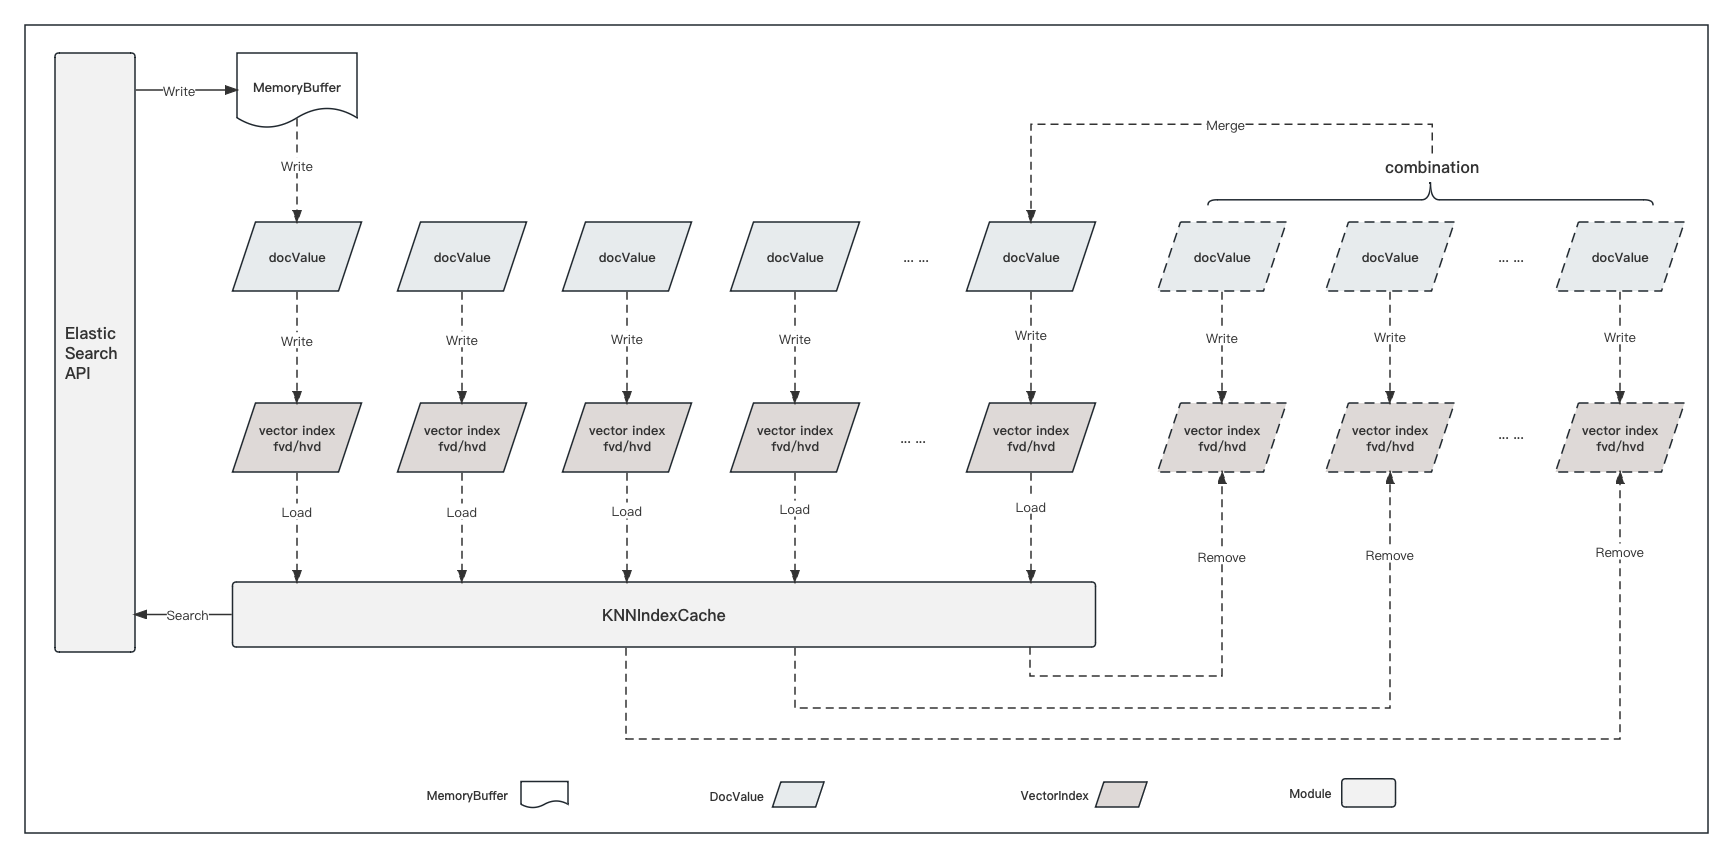 Write
MemoryBuffer
Merge
Write
combination
docValue
docValue
docValue
docValue
... ...
docValue
docValue
docValue
... ...
docValue
Elastic
Search
API
Write
Write
Write
Write
Write
Write
Write
Write
vector index
fvd/hvd
vector index
fvd/hvd
vector index
fvd/hvd
vector index
fvd/hvd
... ...
vector index
fvd/hvd
vector index
fvd/hvd
vector index
fvd/hvd
... ...
vector index
fvd/hvd
Load
Load
Load
Load
Load
Remove
Remove
Remove
Search
KNNIndexCache
MemoryBuffer
DocValue
VectorIndex
Module